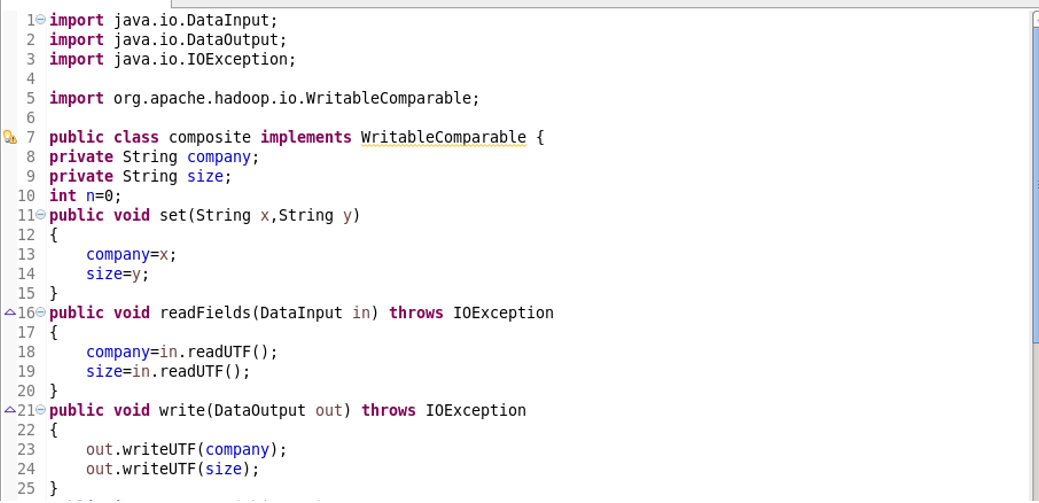 1 import java.io.DataInput;
2 import java.io.DataOutput;
3 import java.io.IOException;
4
5 import org.apache.hadoop.io.WritableComparable;
6
7 public class composite implements WritableComparable {
8 private String company;
9 private String size;
10 int n=0;
11 public void set(String x,String y)
12 {
13     company=x;
14     size=y;
15 }
16 public void readFields(DataInput in) throws IOException
17 {
18     company=in.readUTF();
19     size=in.readUTF();
20 }
21 public void write(DataOutput out) throws IOException
22 {
23     out.writeUTF(company);
24     out.writeUTF(size);
25 }